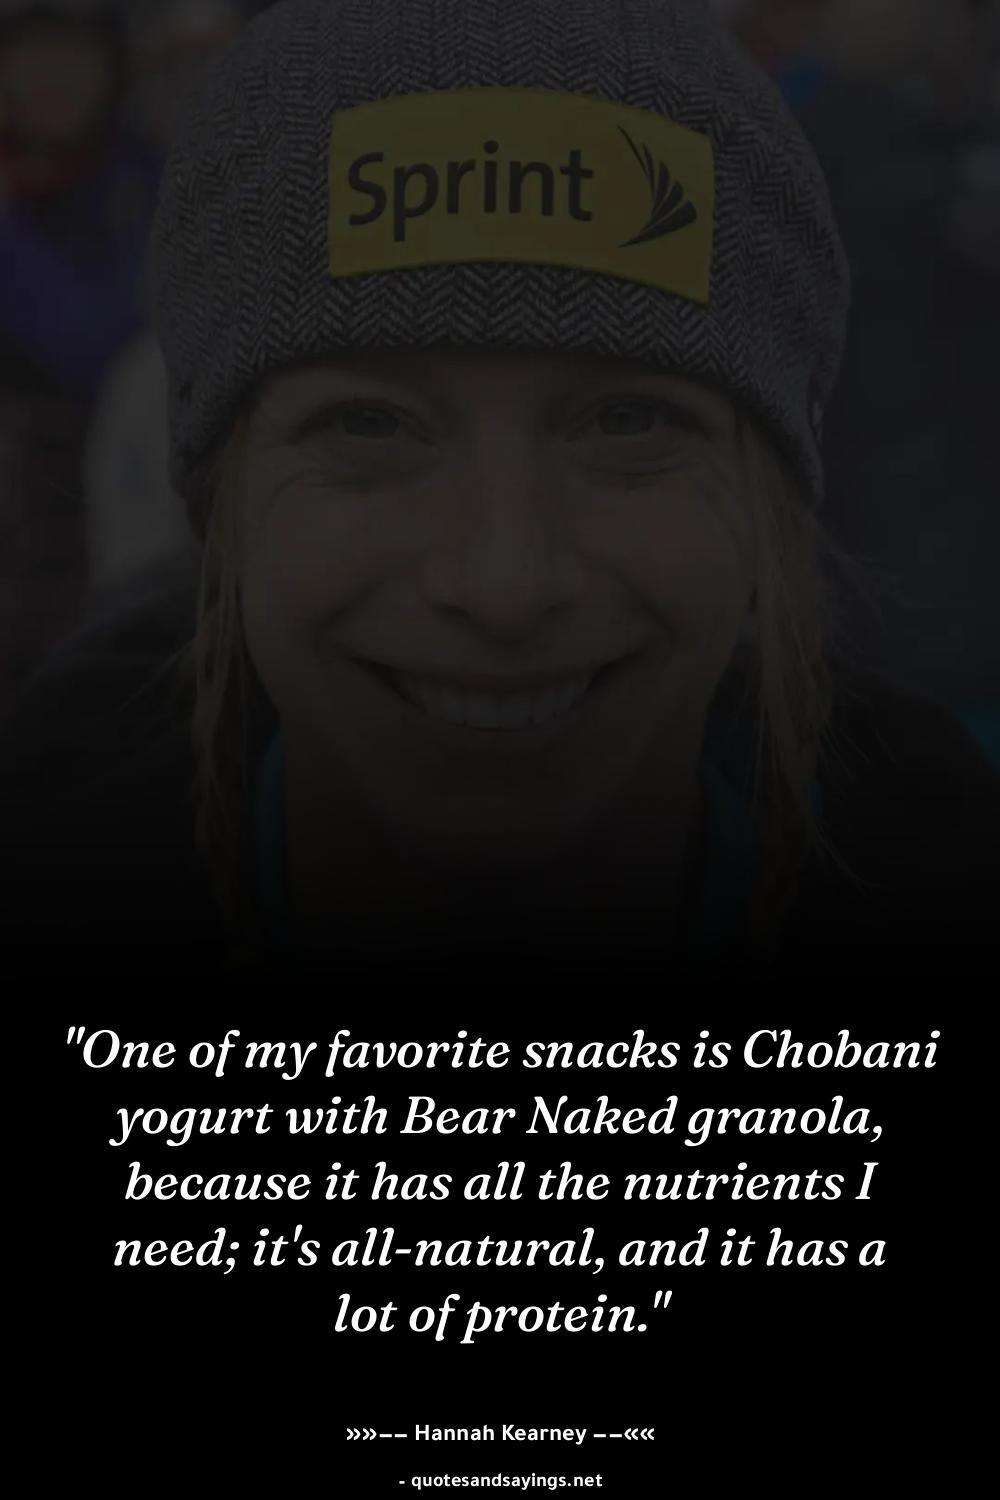 Sprint
"One of my favorite snacks is Chobani
yogurt with Bear Naked granola,
because it has all the nutrients I
need; it's all-natural, and it has a
lot of protein."
»»–– Hannah Kearney ––««
- quotesandsayings.net